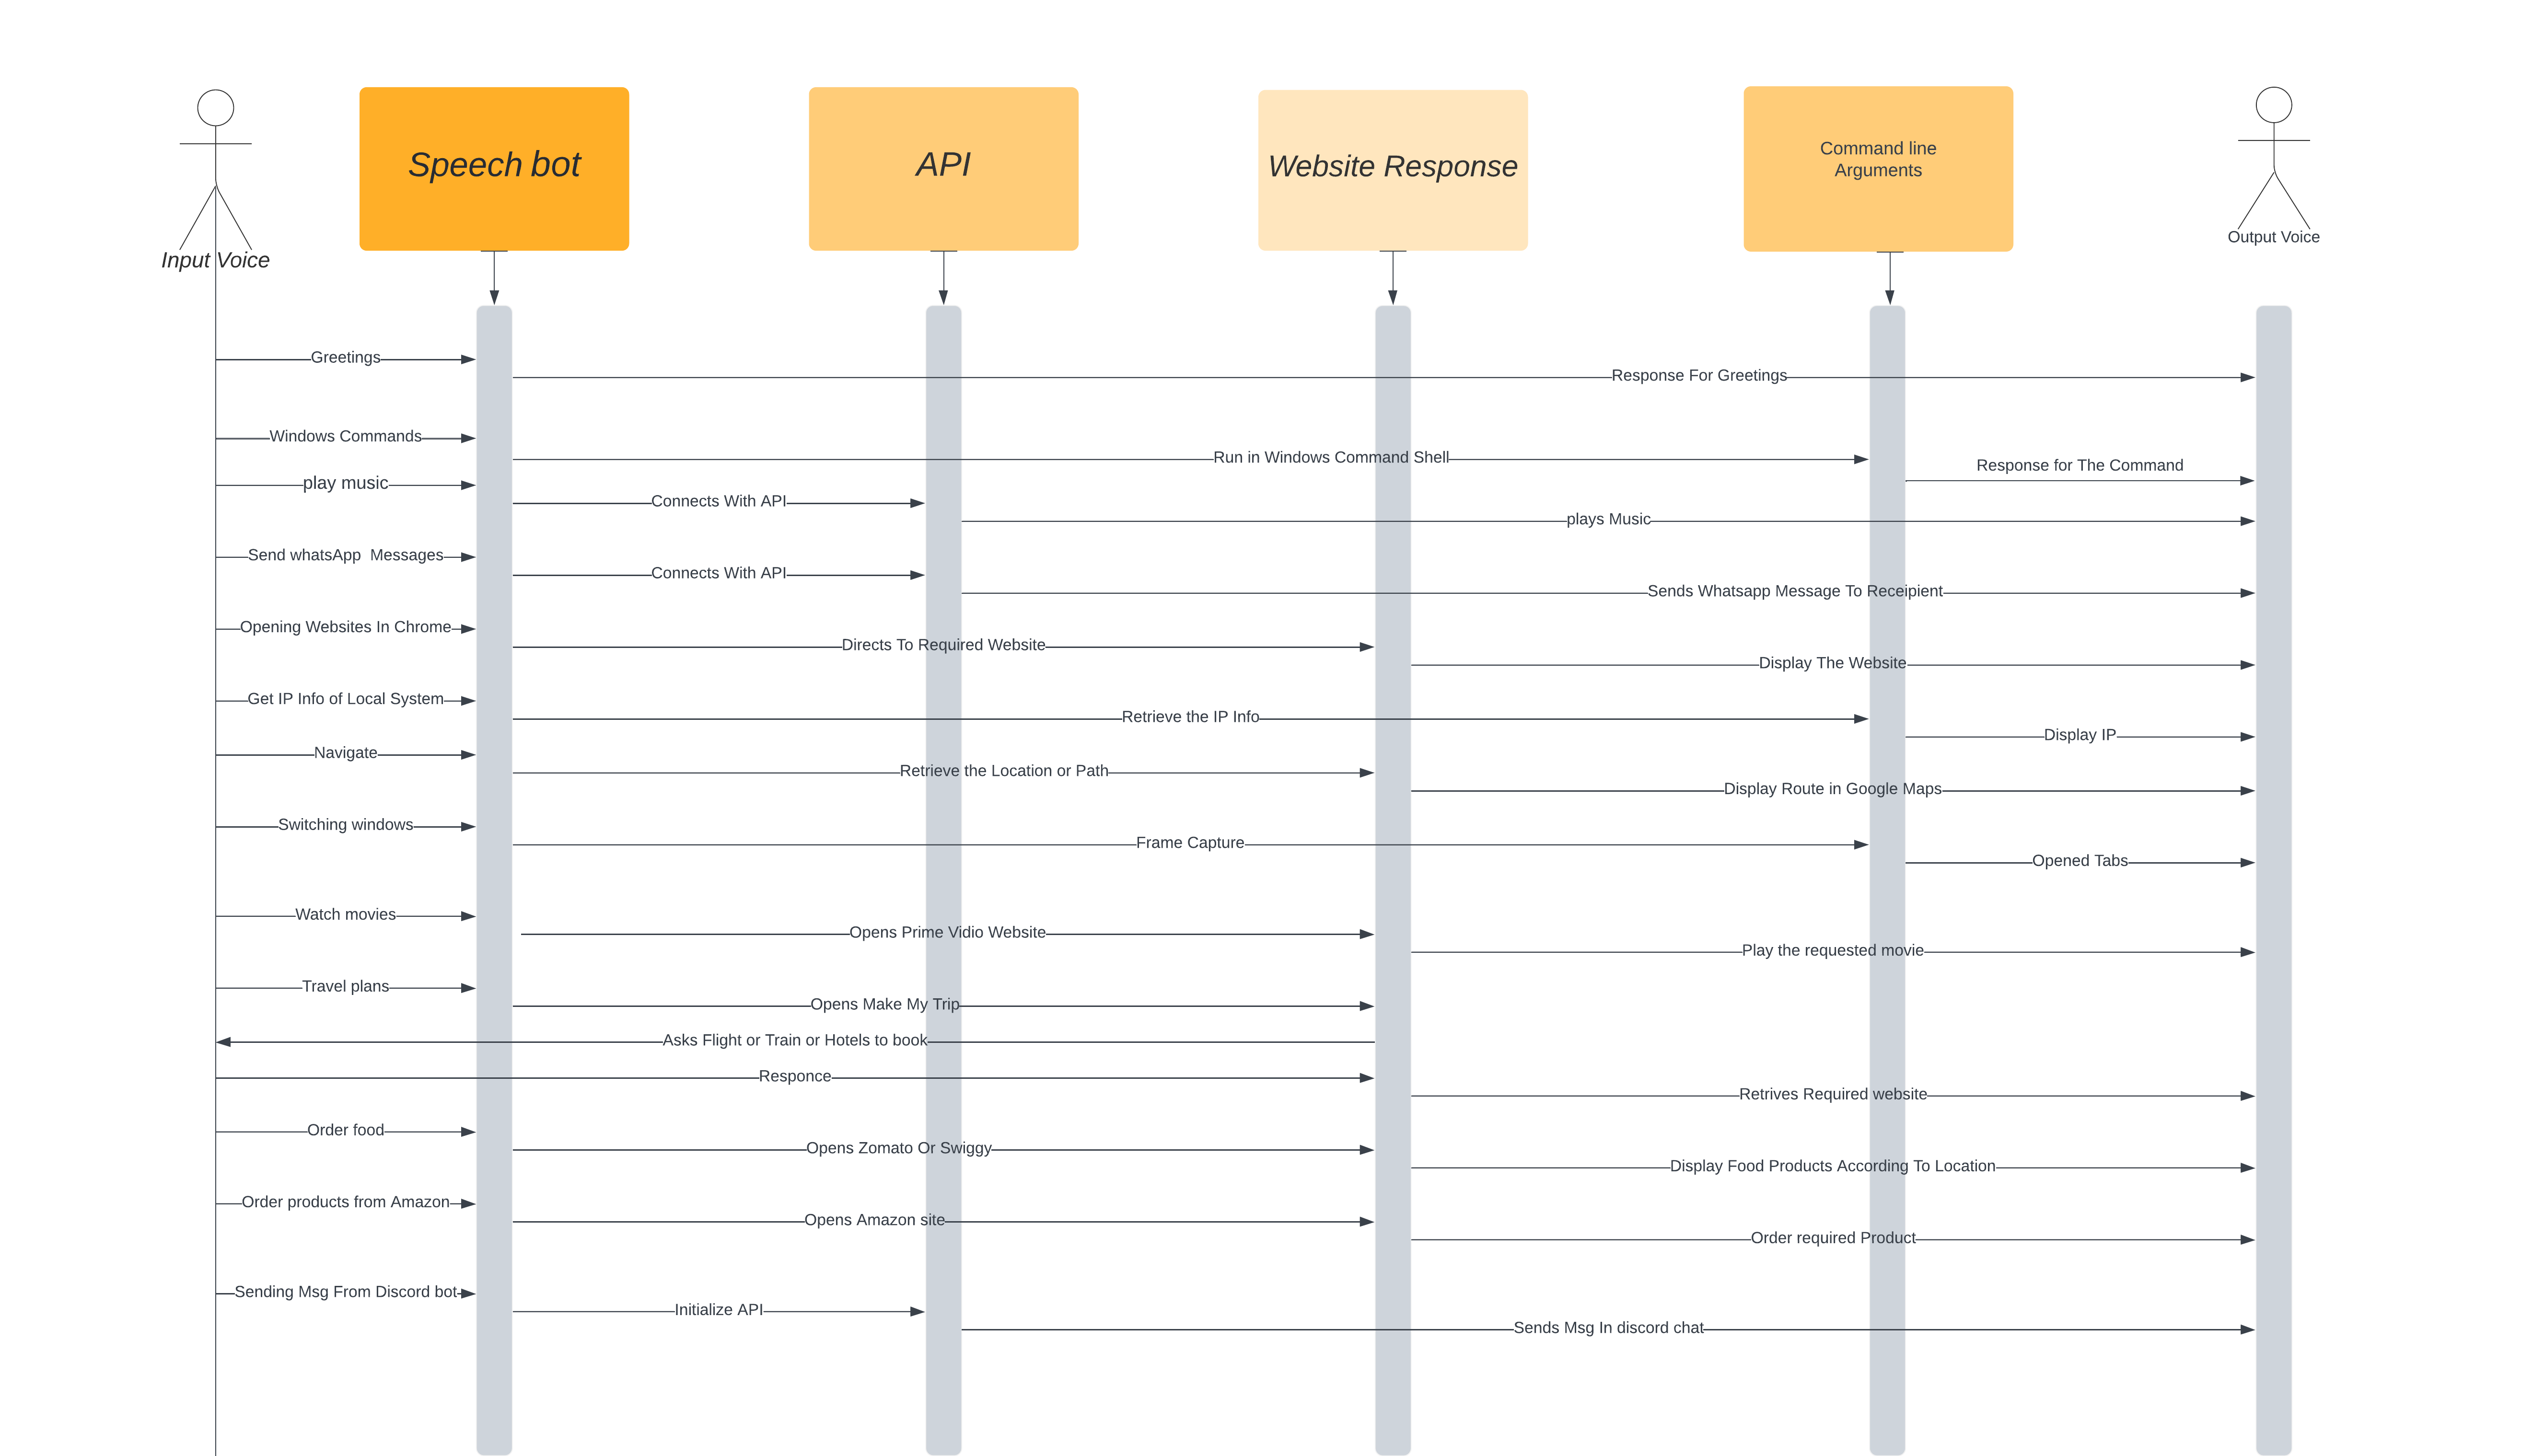 Speech bot
API
Website Response
Command line
Arguments
Input Voice
Output Voice
Greetings
Response For Greetings
Windows Commands
Run in Windows Command Shell
Response for The Command
play music
Connects With API
plays Music
Send whatsApp  Messages
Connects With API
Sends Whatsapp Message To Receipient
Opening Websites In Chrome
Directs To Required Website
Display The Website
Get IP Info of Local System
Retrieve the IP Info
Display IP
Navigate
Retrieve the Location or Path
Display Route in Google Maps
Switching windows
Frame Capture
Opened Tabs
Watch movies
Opens Prime Vidio Website
Play the requested movie
Travel plans
Opens Make My Trip
Asks Flight or Train or Hotels to book
Responce
Retrives Required website
Order food
Opens Zomato Or Swiggy
Display Food Products According To Location
Order products from Amazon
Opens Amazon site
Order required Product
Sending Msg From Discord bot
Initialize API
Sends Msg In discord chat